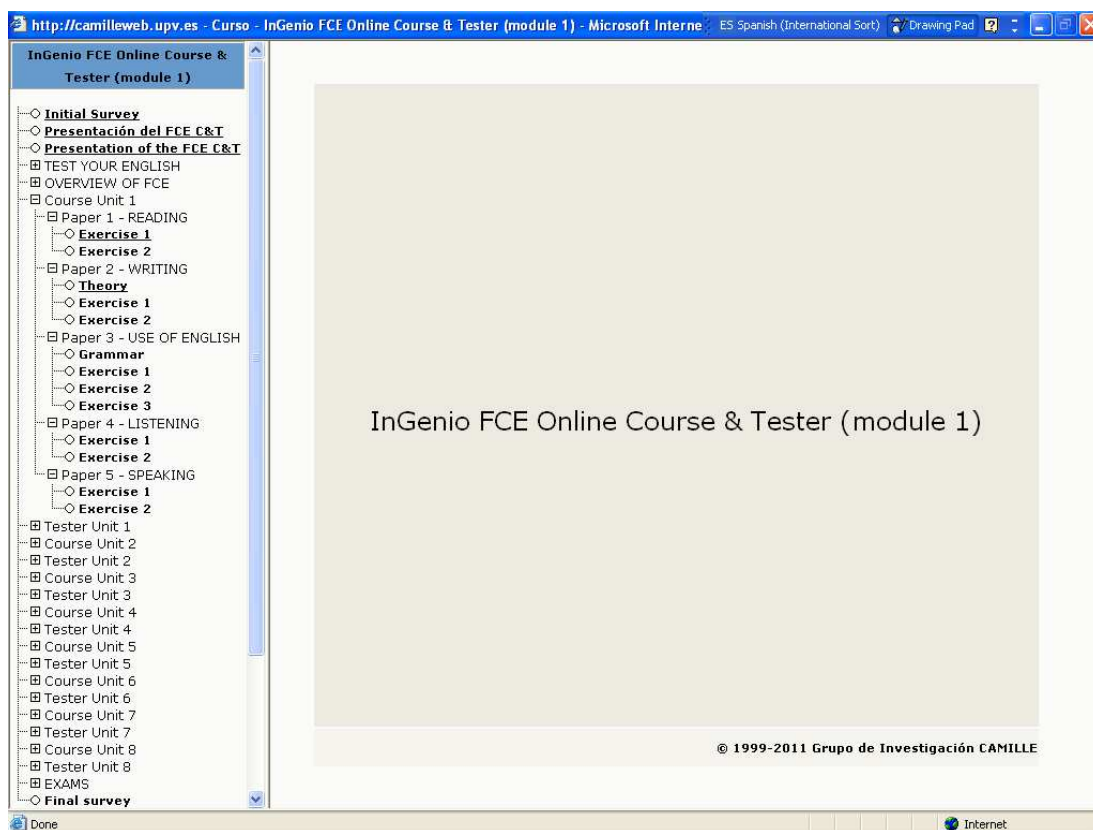 http://camilleweb.upv.es - Curso - InGenio FCE Online Course & Tester (module 1) - Microsoft Interne
ES Spanish (International Sort)
Drawing Pad
InGenio FCE Online Course &
Tester (module 1)
Initial Survey
Presentación del FCE C&T
Presentation of the FCE C&T
TEST YOUR ENGLISH
OVERVIEW OF FCE
Course Unit 1
Paper 1 - READING
Exercise 1
Exercise 2
Paper 2 - WRITING
Theory
Exercise 1
Exercise 2
Paper 3 - USE OF ENGLISH
Grammar
Exercise 1
Exercise 2
Exercise 3
Paper 4 - LISTENING
Exercise 1
Exercise 2
Paper 5 - SPEAKING
Exercise 1
Exercise 2
Tester Unit 1
Course Unit 2
Tester Unit 2
Course Unit 3
Tester Unit 3
Course Unit 4
Tester Unit 4
Course Unit 5
Tester Unit 5
Course Unit 6
Tester Unit 6
Course Unit 7
Tester Unit 7
Course Unit 8
Tester Unit 8
EXAMS
Final survey
InGenio FCE Online Course & Tester (module 1)
© 1999-2011 Grupo de Investigación CAMILLE
Done
Internet